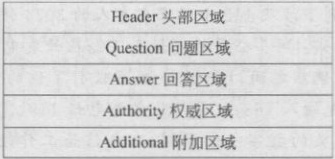 Header 头部区域
Question 问题区域
Answer 回答区域
Authority 权威区域
Additional 附加区域